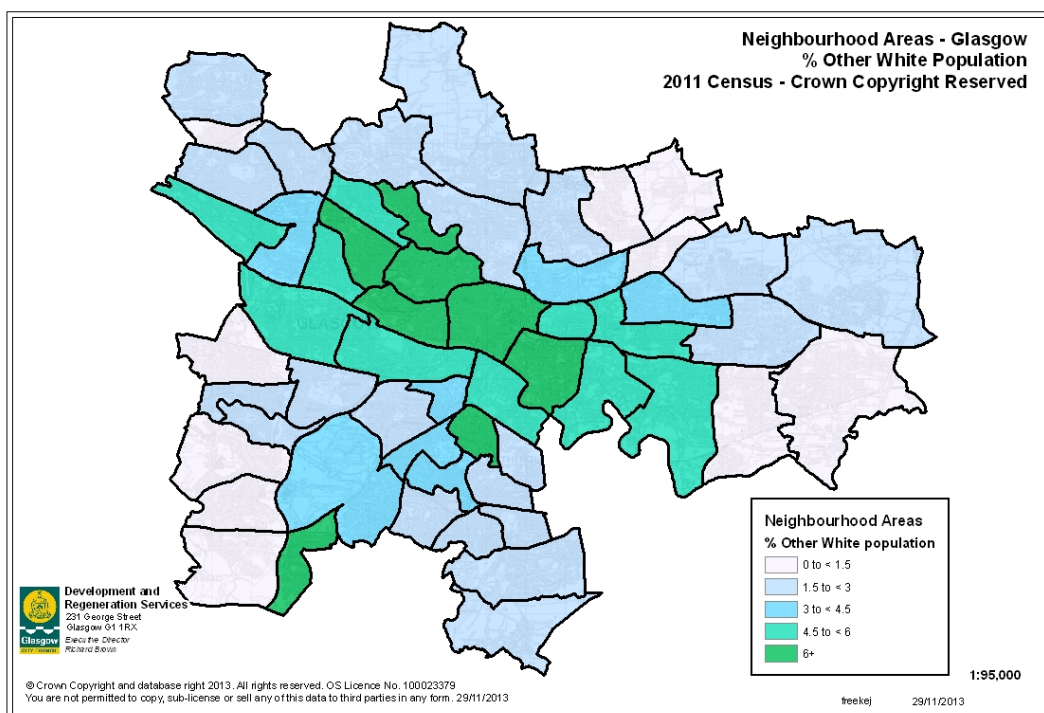 Neighbourhood Areas - Glasgow
% Other White Population
2011 Census - Crown Copyright Reserved
GLASGOW
Neighbourhood Areas
% Other White population
0 to < 1.5
1.5 to < 3
3 to < 4.5
4.5 to < 6
6+
Development and
Regeneration Services
231 George Street
Glasgow G1 1RX
Executive Director
Richard Brown
Glasgow
CITY COUNCIL
1:95,000
© Crown Copyright and database right 2013. All rights reserved. OS Licence No. 100023379
You are not permitted to copy, sub-license or sell any of this data to third parties in any form. 29/11/2013
freekej 29/11/2013